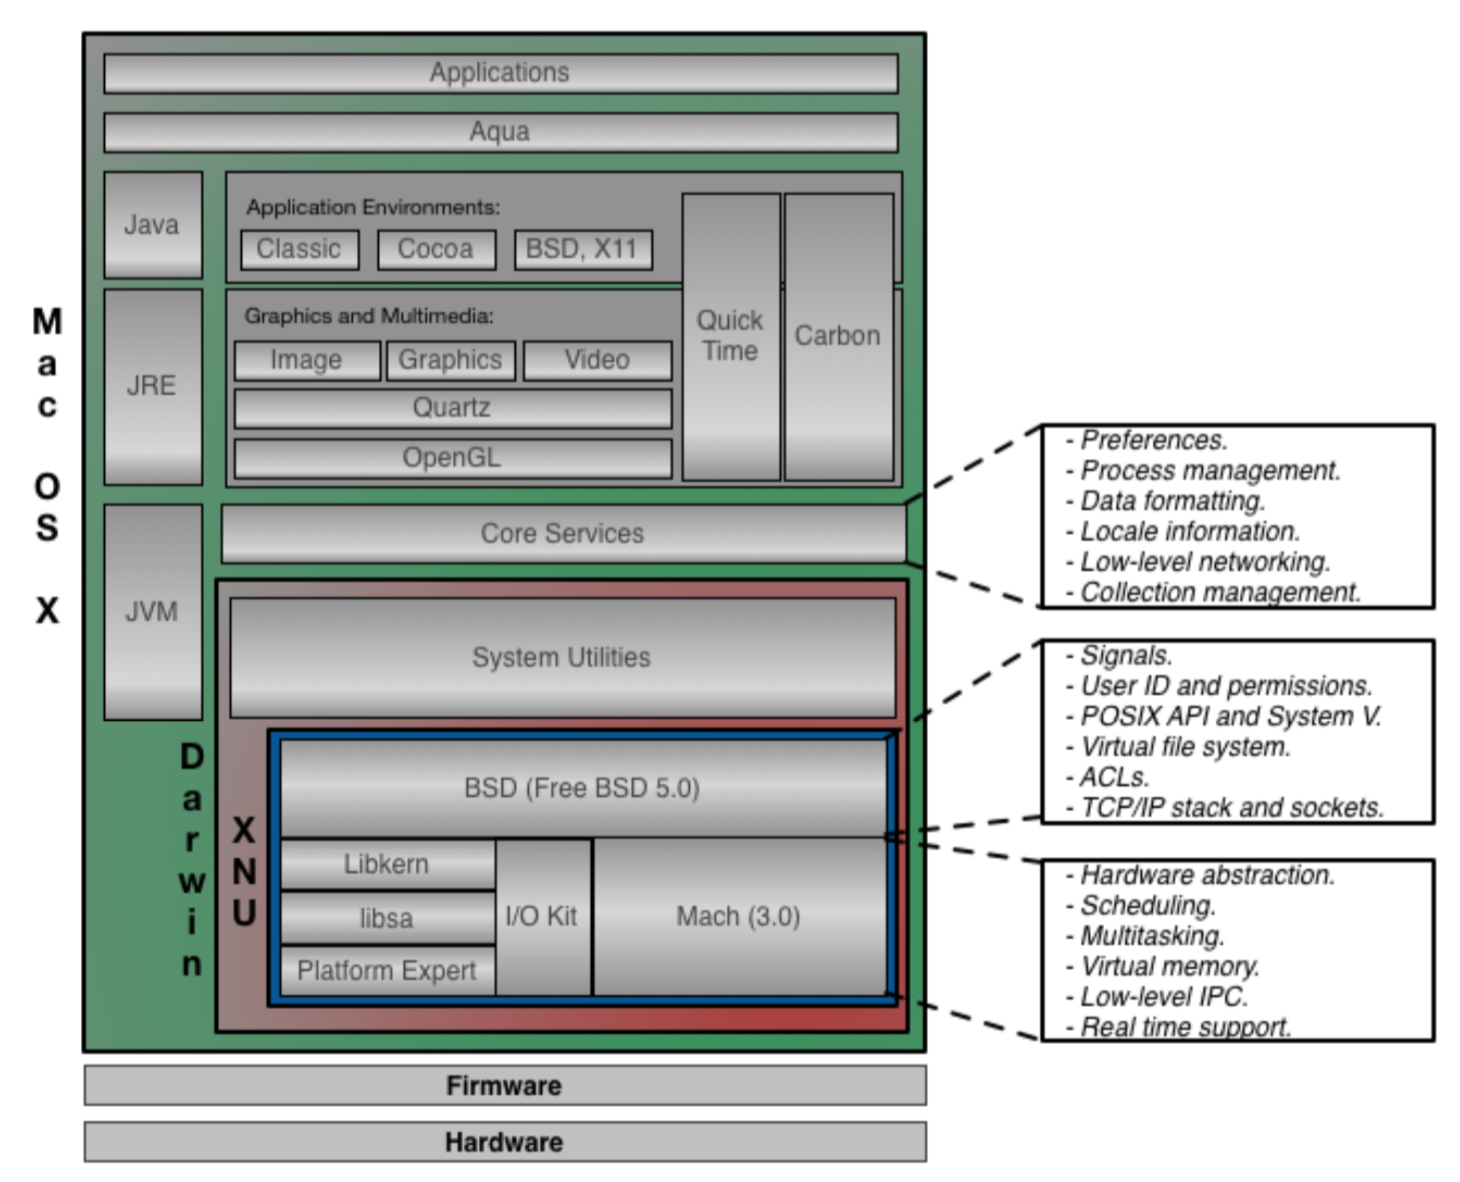 Applications
Aqua
Java
Application Environments:
Classic
Cocoa
BSD, X11
JRE
Graphics and Multimedia:
Image
Graphics
Video
Quartz
OpenGL
Quick
Time
Carbon
Mac OS X
JVM
Core Services
- Preferences.
- Process management.
- Data formatting.
- Locale information.
- Low-level networking.
- Collection management.
System Utilities
Darwin
XNU
BSD (Free BSD 5.0)
- Signals.
- User ID and permissions.
- POSIX API and System V.
- Virtual file system.
- ACLs.
- TCP/IP stack and sockets.
Libkern
libsa
Platform Expert
I/O Kit
Mach (3.0)
- Hardware abstraction.
- Scheduling.
- Multitasking.
- Virtual memory.
- Low-level IPC.
- Real time support.
Firmware
Hardware